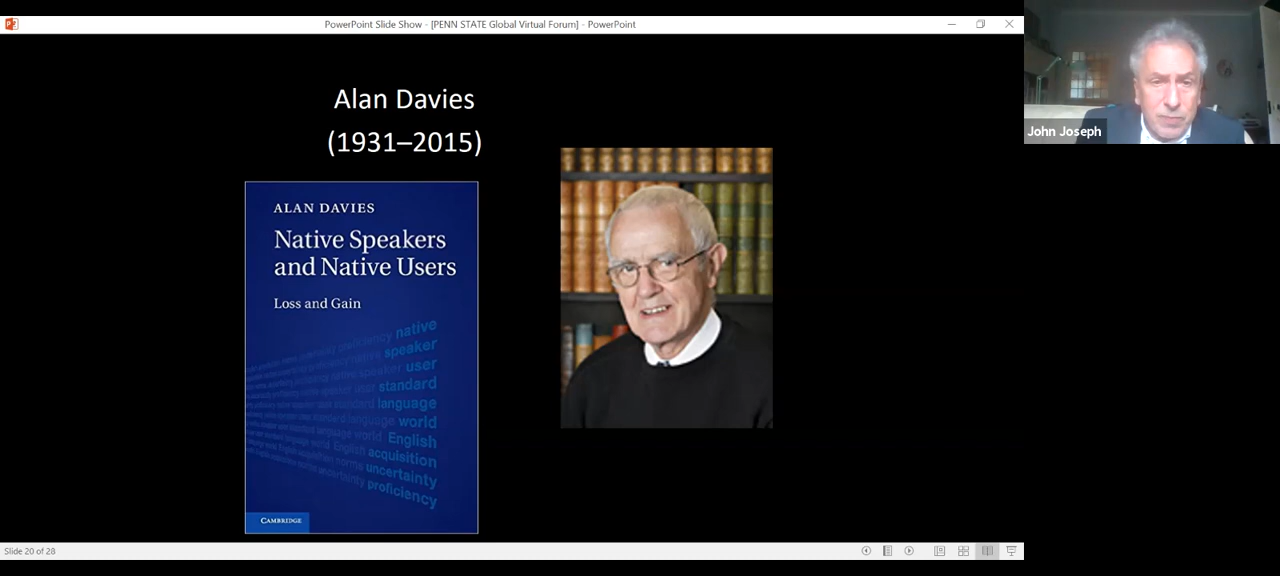 PowerPoint Slide Show - [PENN STATE Global Virtual Forum] - PowerPoint
John Joseph
Alan Davies
(1931–2015)
ALAN DAVIES
Native Speakers
and Native Users
Loss and Gain
native
speaker
user
standard
language
world
English
acquisition
uncertainty
proficiency
CAMBRIDGE
Slide 20 of 28